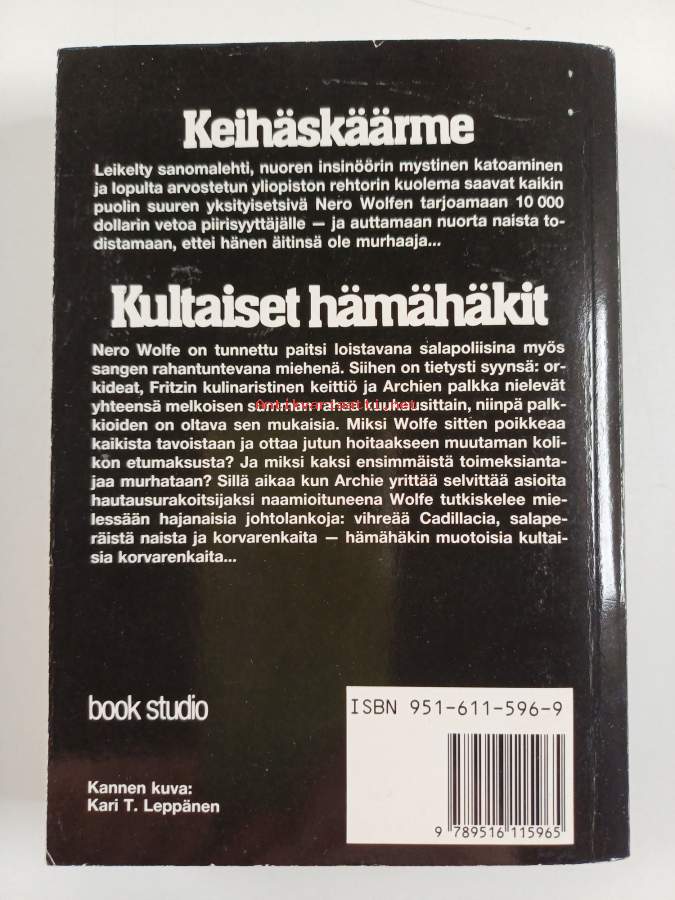 Keihäskäärme
Leikelty sanomalehti, nuoren insinöörin mystinen katoaminen
ja lopulta arvostetun yliopiston rehtorin kuolema saavat kaikin
puolin suuren yksityisetsivä Nero Wolfen tarjoamaan 10 000
dollarin vetoa piirisyyttäjälle — ja auttamaan nuorta naista to-
distamaan, ettei hänen äitinsä ole murhaaja...
Kultaiset hämähäkit
Nero Wolfe on tunnettu paitsi loistavana salapoliisina myös
sangen rahantuntevana miehenä. Siihen on tietysti syynsä: or-
kideat, Fritzin kulinaristinen keittiö ja Archien palkka nielevät
yhteensä melkoisen summan rahaa kuukausittain, niinpä palk-
kioiden on oltava sen mukaisia. Miksi Wolfe sitten poikkeaa
kaikista tavoistaan ja ottaa jutun hoitaakseen muutaman koli-
kon etumaksusta? Ja miksi kaksi ensimmäistä toimeksianta-
jaa murhataan? Sillä aikaa kun Archie yrittää selvittää asioita
hautausurakoitsijaksi naamioituneena Wolfe tutkiskelee mie-
lessään hajanaisia johtolankoja: vihreää Cadillacia, salape-
räistä naista ja korvarenkaita — hämähäkin muotoisia kultai-
sia korvarenkaita...
book studio
ISBN 951-611-596-9
Kannen kuva:
Kari T. Leppänen
9 789516 115965